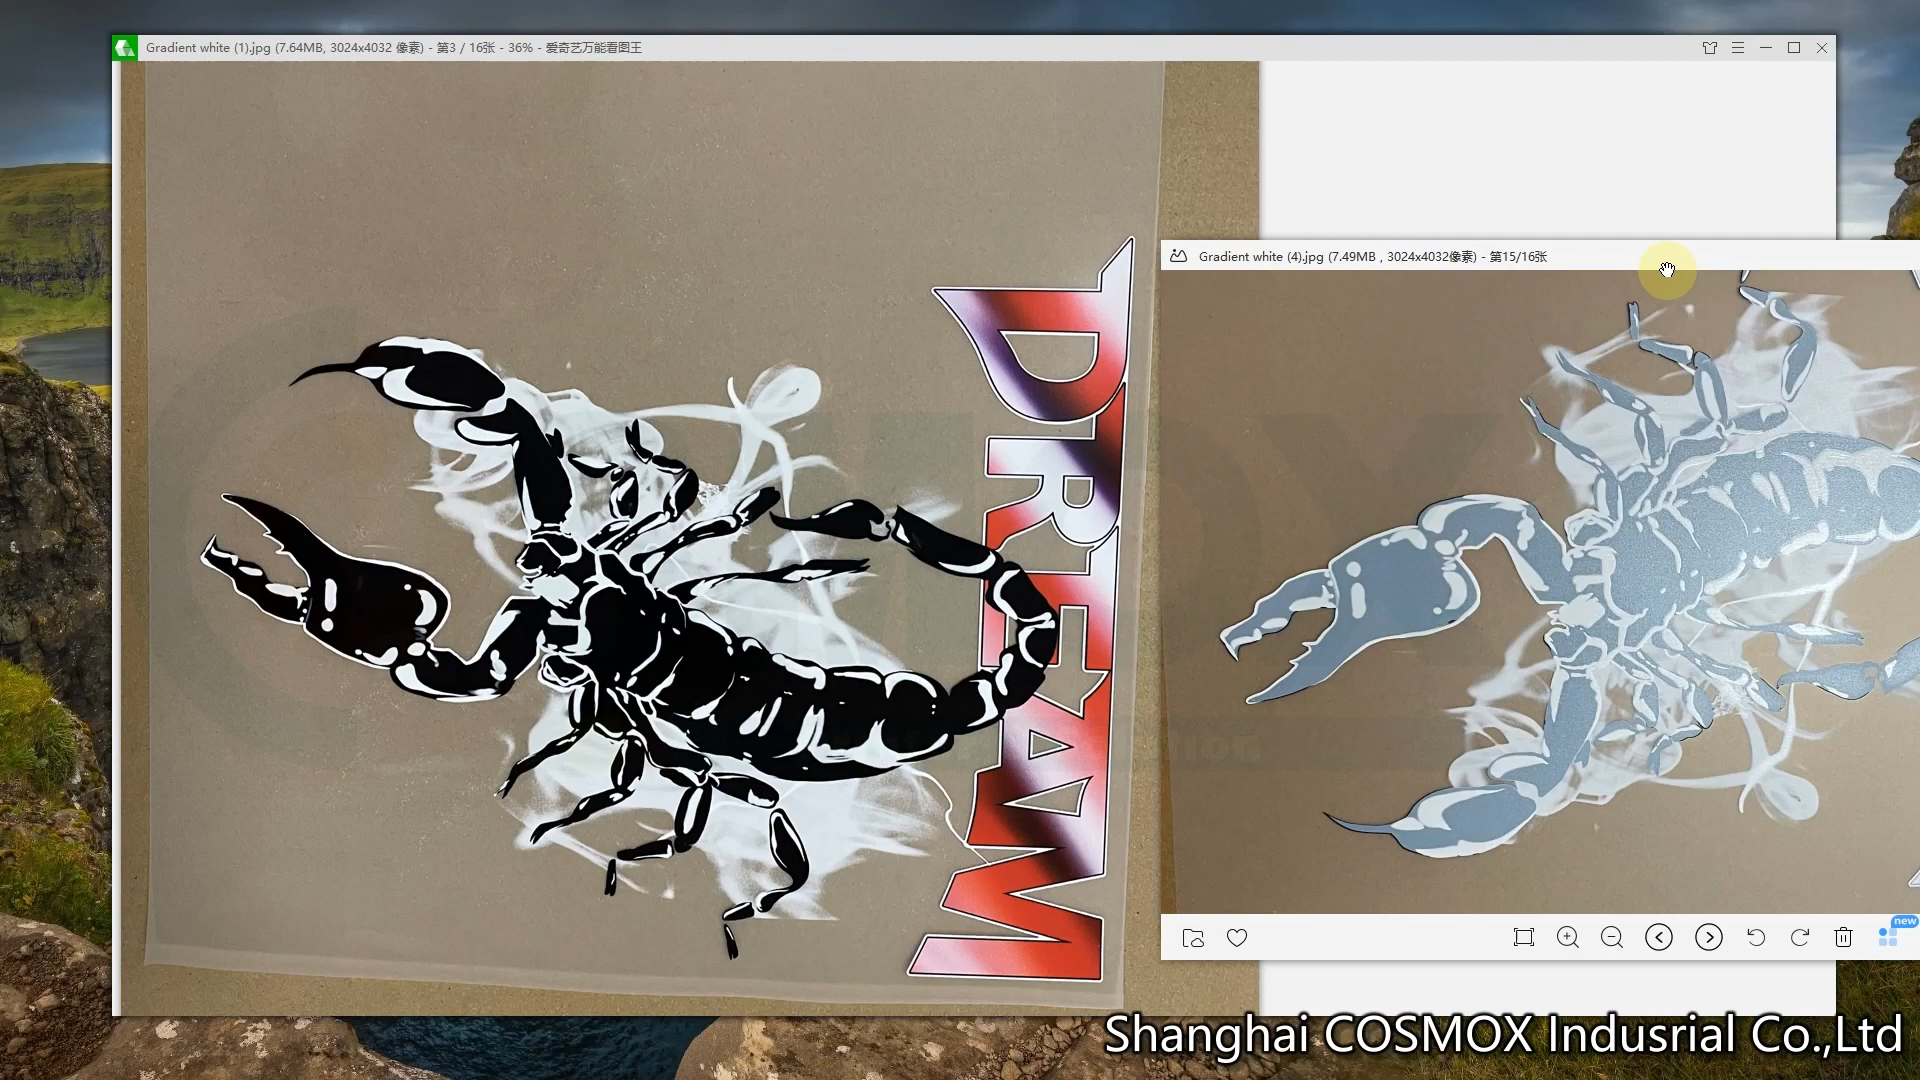 Gradient white (1).jpg (7.64MB, 3024x4032 像素) - 第3 / 16张 - 36% - 爱奇艺万能看图王
Gradient white (4).jpg (7.49MB , 3024x4032像素) - 第15/16张
DREAM
new
Shanghai COSMOX Indusrial Co.,Ltd